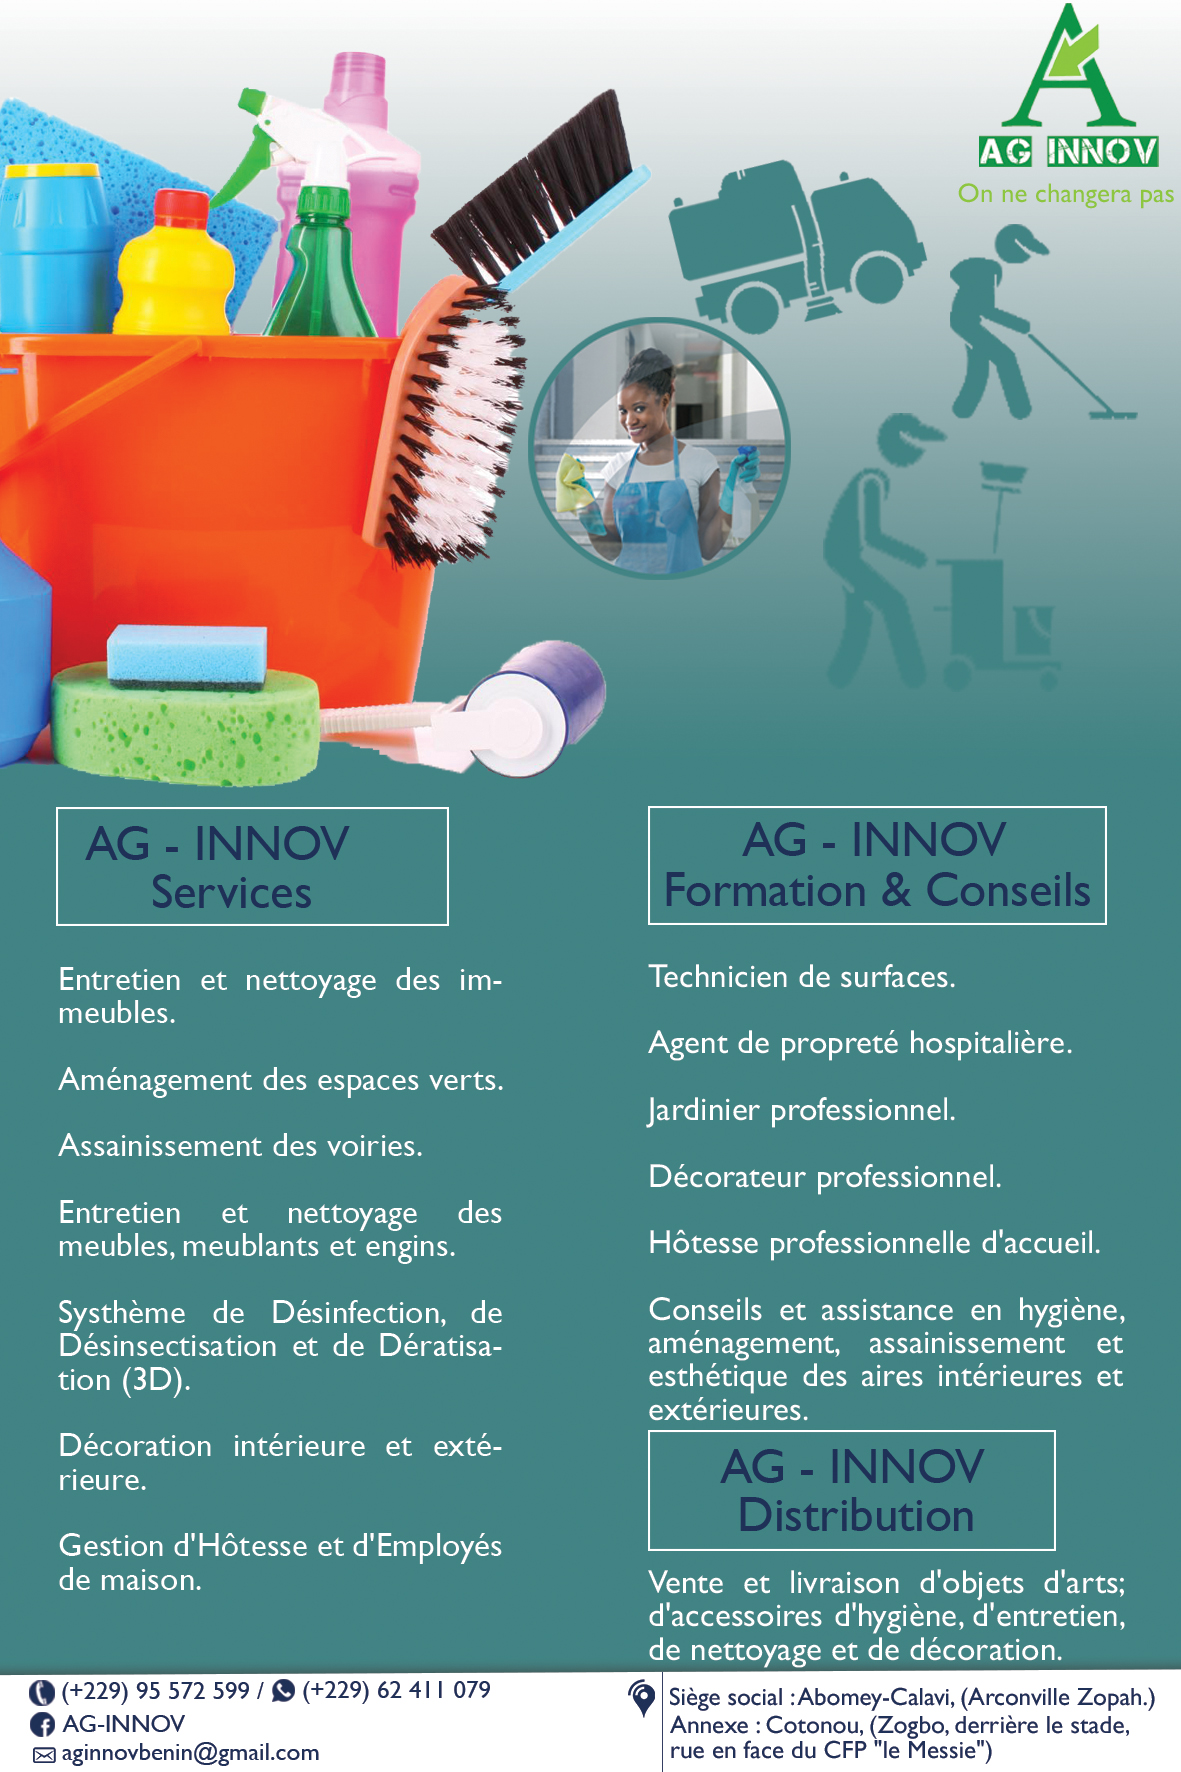 AG INNOV
On ne changera pas
AG - INNOV
Services
Entretien et nettoyage des im-
meubles.
Aménagement des espaces verts.
Assainissement des voiries.
Entretien et nettoyage des
meubles, meublants et engins.
Systhème de Désinfection, de
Désinsectisation et de Dératisa-
tion (3D).
Décoration intérieure et exté-
rieure.
Gestion d'Hôtesse et d'Employés
de maison.
AG - INNOV
Formation & Conseils
Technicien de surfaces.
Agent de propreté hospitalière.
Jardinier professionnel.
Décorateur professionnel.
Hôtesse professionnelle d'accueil.
Conseils et assistance en hygiène,
aménagement, assainissement et
esthétique des aires intérieures et
extérieures.
AG - INNOV
Distribution
Vente et livraison d'objets d'arts;
d'accessoires d'hygiène, d'entretien,
de nettoyage et de décoration.
(+229) 95 572 599 / (+229) 62 411 079
AG-INNOV
aginnovbenin@gmail.com
Siège social : Abomey-Calavi, (Arconville Zopah.)
Annexe : Cotonou, (Zogbo, derrière le stade,
rue en face du CFP "le Messie")